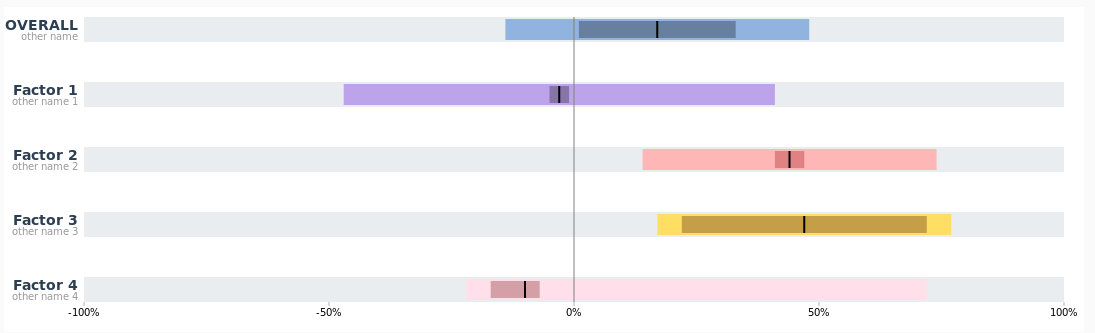 OVERALL
other name
Factor 1
other name 1
Factor 2
other name 2
Factor 3
other name 3
Factor 4
other name 4
-100% -50% 0% 50% 100%